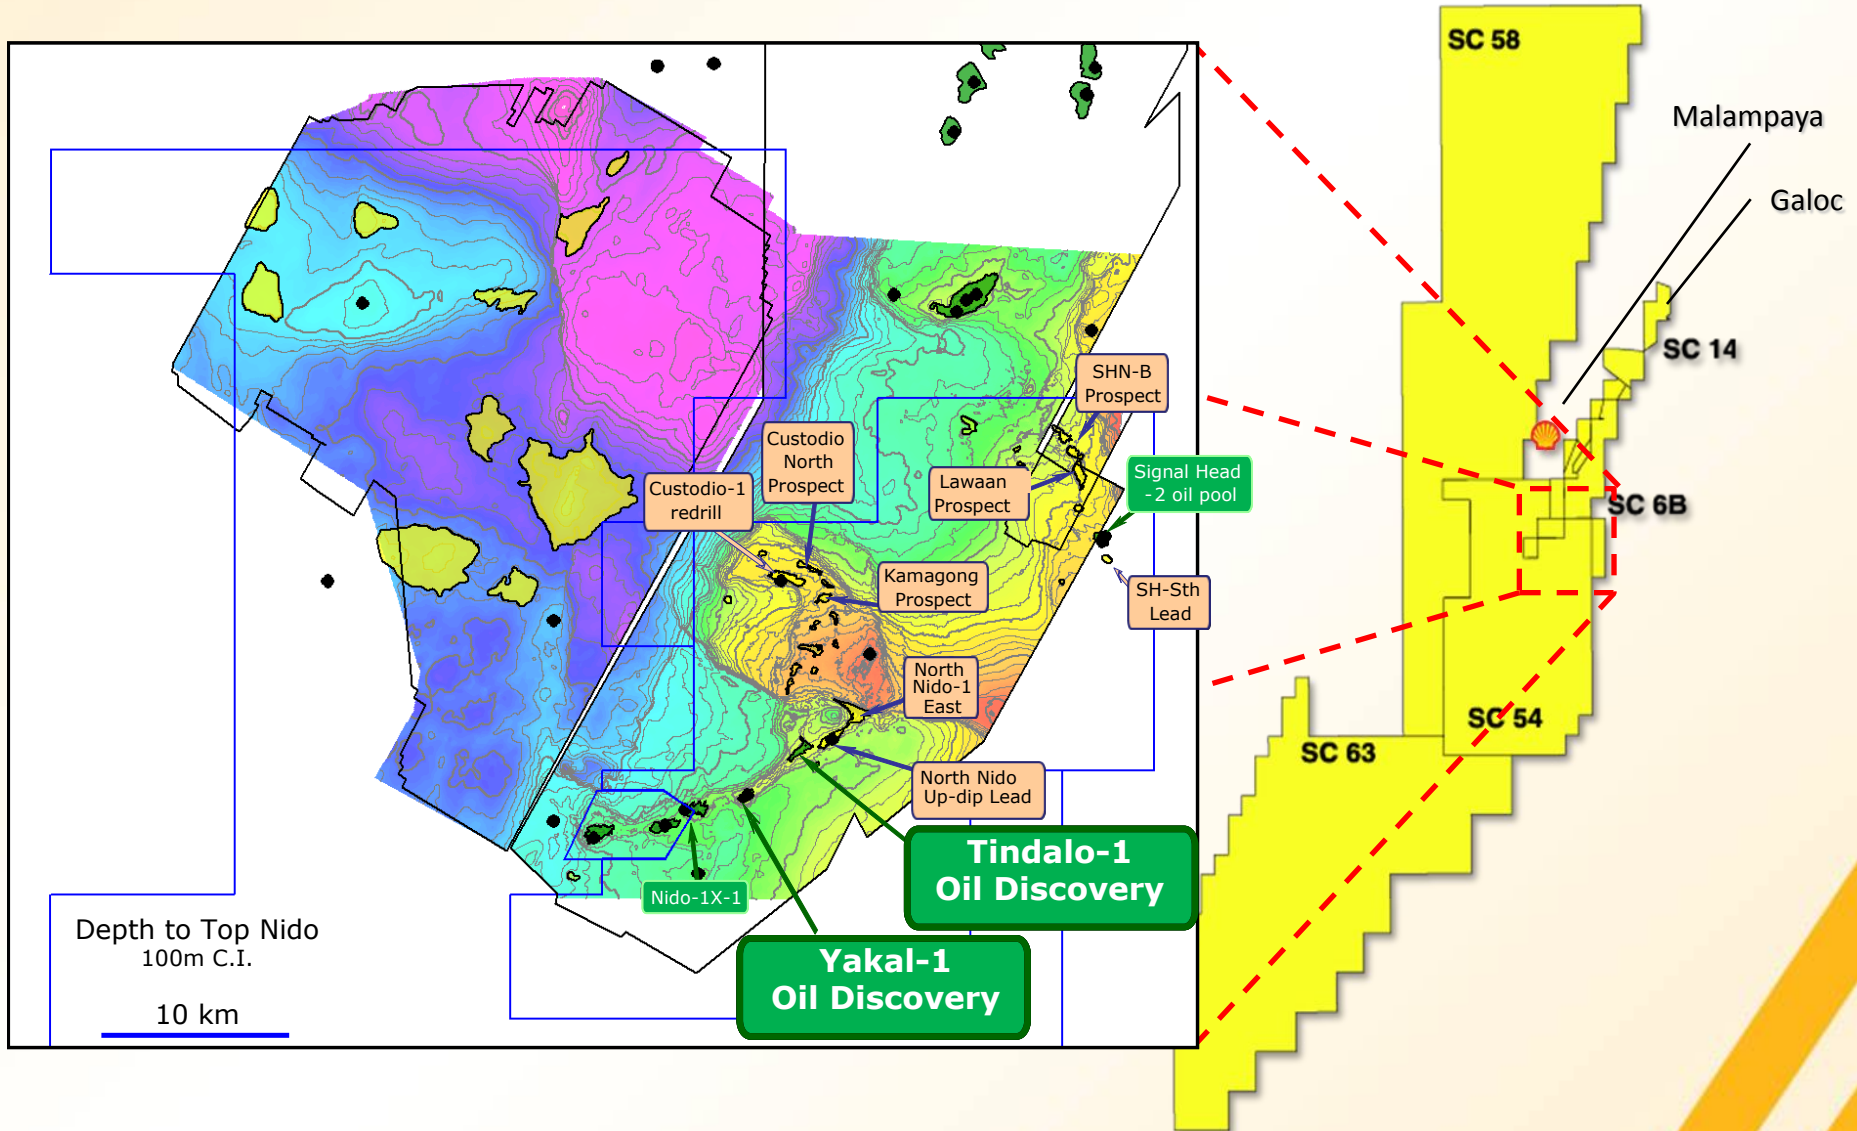 SC 58
Malampaya
Galoc
SC 14
SHN-B
Prospect
Custodio
North
Prospect
Signal Head
-2 oil pool
Custodio-1
redrill
Lawaan
Prospect
SC 6B
Kamagong
Prospect
SH-Sth
Lead
North
Nido-1
East
SC 54
SC 63
North Nido
Up-dip Lead
Tindalo-1
Oil Discovery
Nido-1X-1
Depth to Top Nido
100m C.I.
Yakal-1
Oil Discovery
10 km